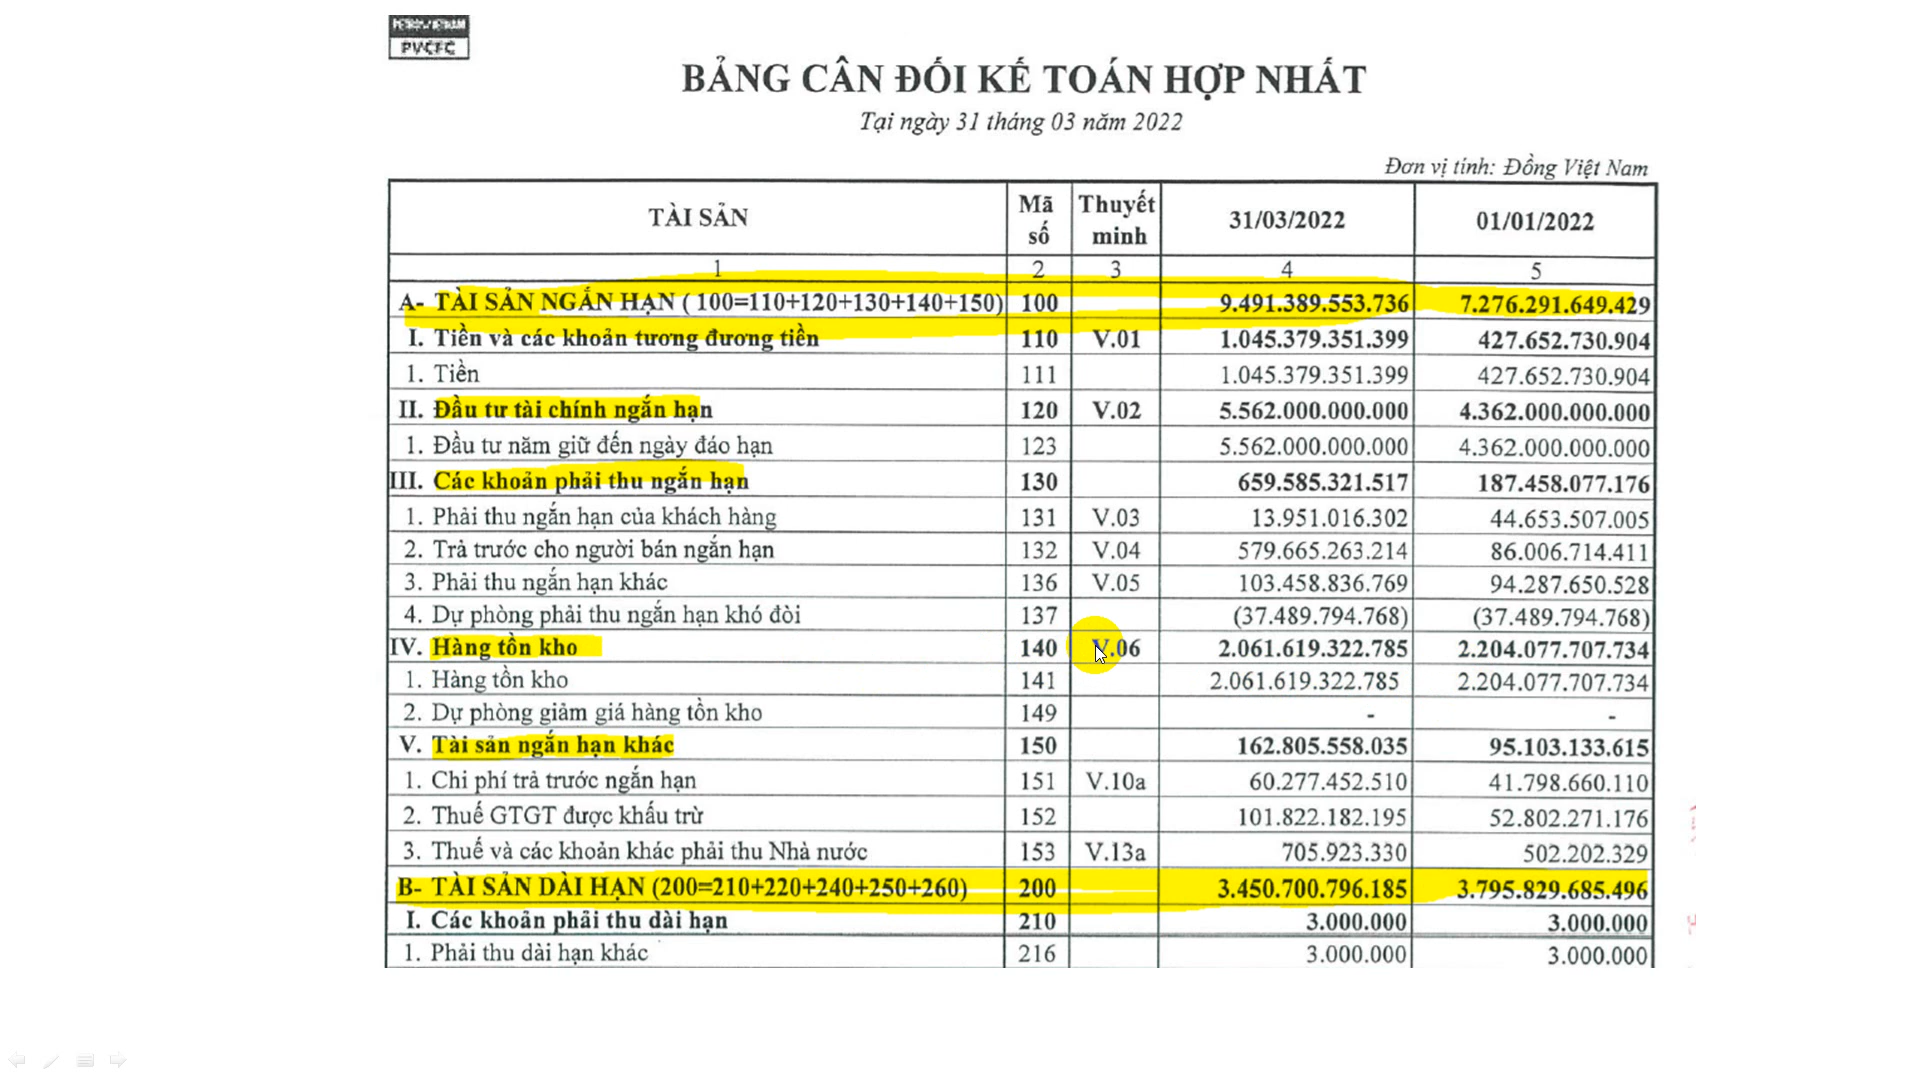 PETROVIETNAM
PVCFC
BẢNG CÂN ĐỐI KẾ TOÁN HỢP NHẤT
Tại ngày 31 tháng 03 năm 2022
Đơn vị tính: Đồng Việt Nam
TÀI SẢN Mã số Thuyết minh 31/03/2022 01/01/2022
1 2 3 4 5
A- TÀI SẢN NGẮN HẠN ( 100=110+120+130+140+150) 100 9.491.389.553.736 7.276.291.649.429
I. Tiền và các khoản tương đương tiền 110 V.01 1.045.379.351.399 427.652.730.904
1. Tiền 111 1.045.379.351.399 427.652.730.904
II. Đầu tư tài chính ngắn hạn 120 V.02 5.562.000.000.000 4.362.000.000.000
1. Đầu tư năm giữ đến ngày đáo hạn 123 5.562.000.000.000 4.362.000.000.000
III. Các khoản phải thu ngắn hạn 130 659.585.321.517 187.458.077.176
1. Phải thu ngắn hạn của khách hàng 131 V.03 13.951.016.302 44.653.507.005
2. Trả trước cho người bán ngắn hạn 132 V.04 579.665.263.214 86.006.714.411
3. Phải thu ngắn hạn khác 136 V.05 103.458.836.769 94.287.650.528
4. Dự phòng phải thu ngắn hạn khó đòi 137 (37.489.794.768) (37.489.794.768)
IV. Hàng tồn kho 140 V.06 2.061.619.322.785 2.204.077.707.734
1. Hàng tồn kho 141 2.061.619.322.785 2.204.077.707.734
2. Dự phòng giảm giá hàng tồn kho 149 - -
V. Tài sản ngắn hạn khác 150 162.805.558.035 95.103.133.615
1. Chi phí trả trước ngắn hạn 151 V.10a 60.277.452.510 41.798.660.110
2. Thuế GTGT được khấu trừ 152 101.822.182.195 52.802.271.176
3. Thuế và các khoản khác phải thu Nhà nước 153 V.13a 705.923.330 502.202.329
B- TÀI SẢN DÀI HẠN (200=210+220+240+250+260) 200 3.450.700.796.185 3.795.829.685.496
I. Các khoản phải thu dài hạn 210 3.000.000 3.000.000
1. Phải thu dài hạn khác 216 3.000.000 3.000.000